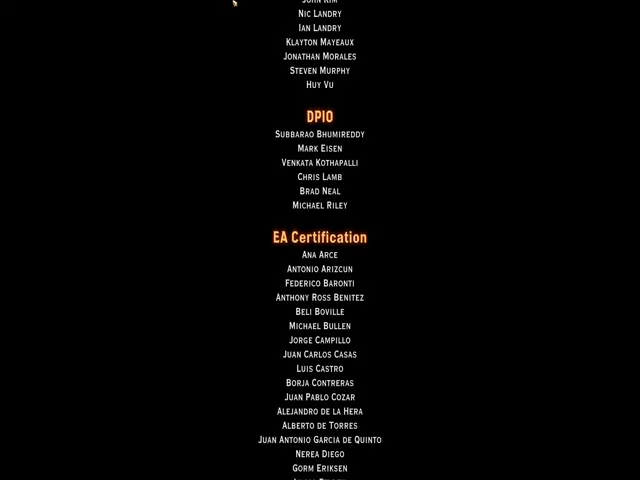 John Kim
Nic Landry
Ian Landry
Klayton Mayeaux
Jonathan Morales
Steven Murphy
Huy Vu
DPIO
Subbarao Bhumireddy
Mark Eisen
Venkata Kothapalli
Chris Lamb
Brad Neal
Michael Riley
EA Certification
Ana Arce
Antonio Arizcun
Federico Baronti
Anthony Ross Benitez
Beli Boville
Michael Bullen
Jorge Campillo
Juan Carlos Casas
Luis Castro
Borja Contreras
Juan Pablo Cozar
Alejandro de la Hera
Alberto de Torres
Juan Antonio Garcia de Quinto
Nerea Diego
Gorm Eriksen